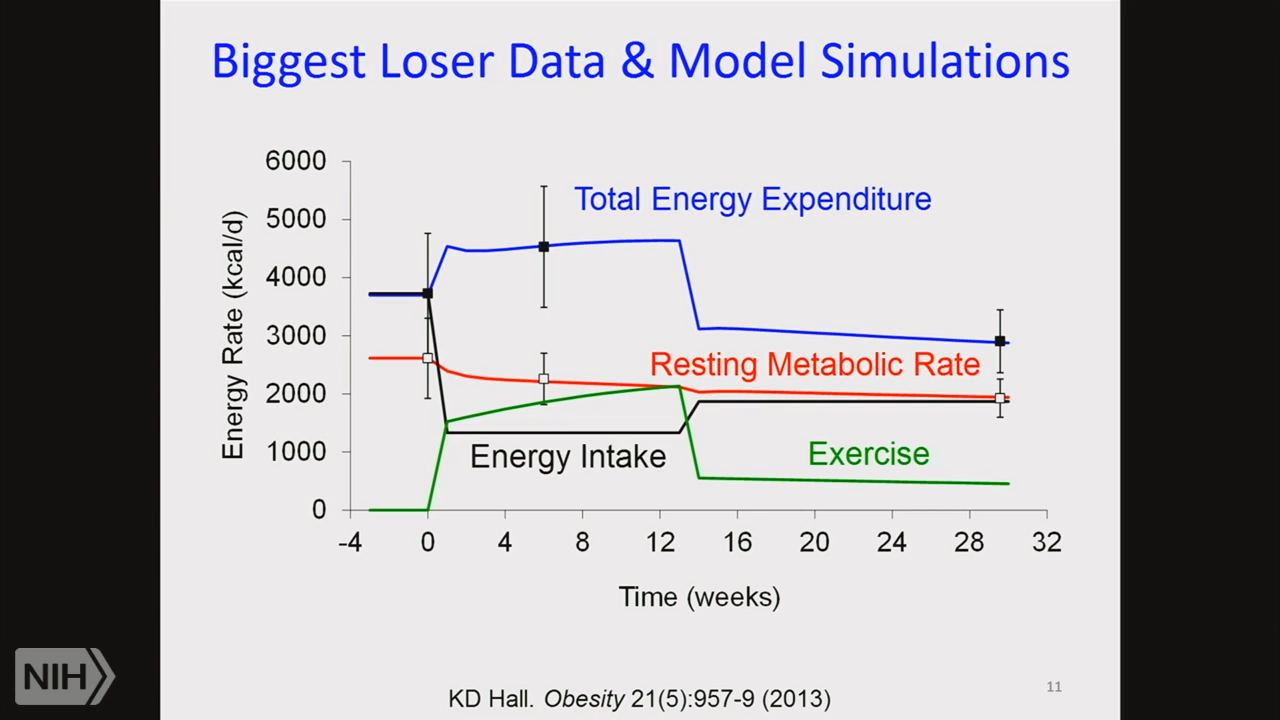 Biggest Loser Data & Model Simulations
6000
5000
4000
3000
2000
1000
0
Energy Rate (kcal/d)
Total Energy Expenditure
Resting Metabolic Rate
Energy Intake
Exercise
-4 0 4 8 12 16 20 24 28 32
Time (weeks)
NIH
KD Hall. Obesity 21(5):957-9 (2013)
11